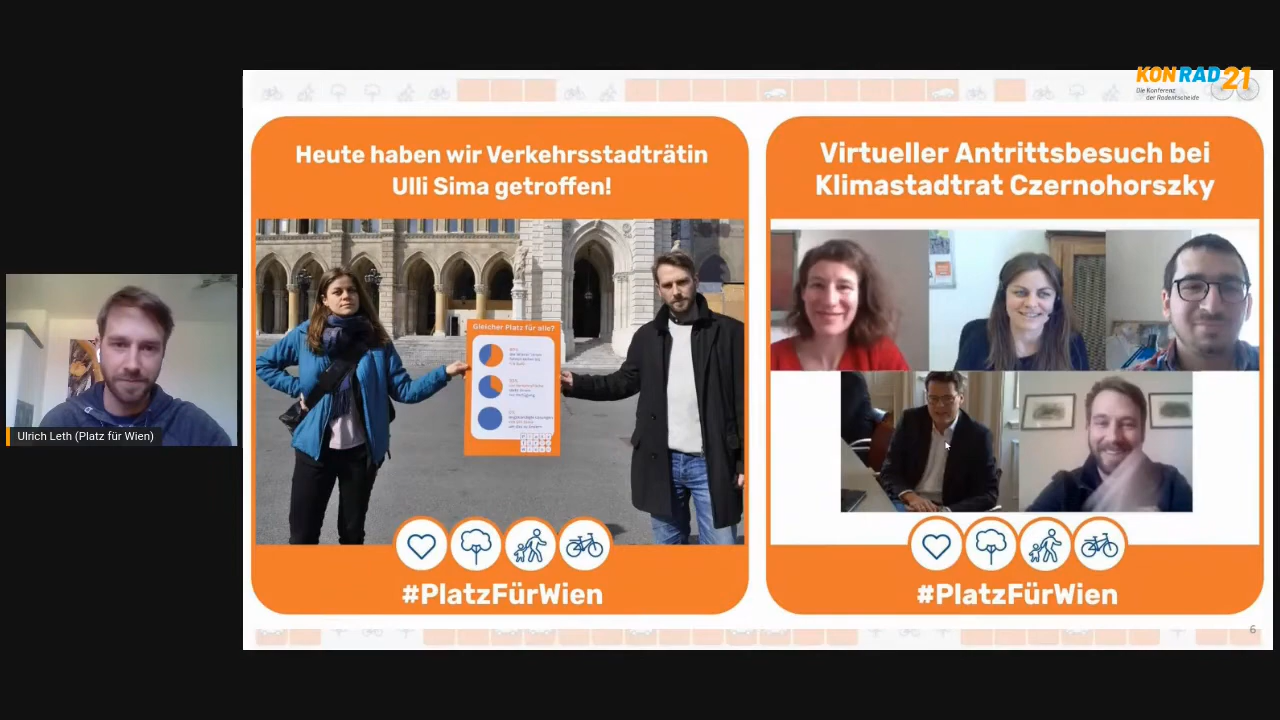 KONRAD21
Die Konferenz
der Radentscheide
Heute haben wir Verkehrsstadträtin
Ulli Sima getroffen!
Gleicher Platz für alle?
#PlatzFürWien
Virtueller Antrittsbesuch bei
Klimastadtrat Czernohorszky
#PlatzFürWien
6
Ulrich Leth (Platz für Wien)